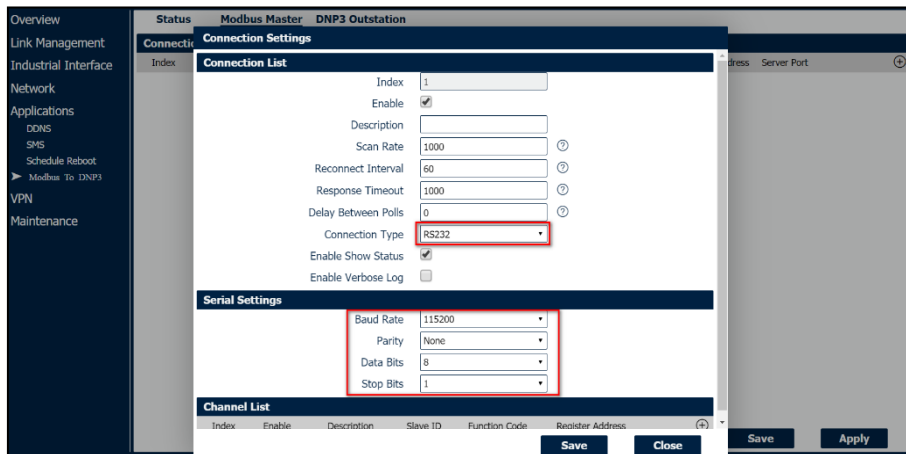 Overview
Link Management
Industrial Interface
Network
Applications
DDNS
SMS
Schedule Reboot
Modbus To DNP3
VPN
Maintenance
Status Modbus Master DNP3 Outstation
Connectio
Index dress Server Port
Connection Settings
Connection List
Index 1
Enable
Description
Scan Rate 1000
Reconnect Interval 60
Response Timeout 1000
Delay Between Polls 0
Connection Type RS232
Enable Show Status
Enable Verbose Log
Serial Settings
Baud Rate 115200
Parity None
Data Bits 8
Stop Bits 1
Channel List
Index Enable Description Slave ID Function Code Register Address
Save Close
Save Apply